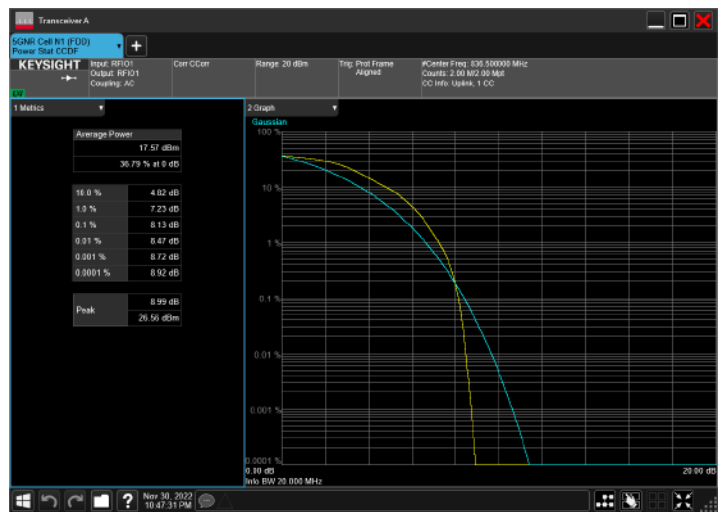 Transceiver A
5GNR Cell N1 (FDD)
Power Stat CCDF
KEYSIGHT
Input: RFIO1
Output: RFIO1
Coupling: AC
Corr CCorr
Range: 20 dBm
Trig: Prot Frame
Aligned
#Center Freq: 836.500000 MHz
Counts: 2.00 M/2.00 Mpt
CC Info: Uplink, 1 CC
1 Metrics
Average Power
17.57 dBm
36.79 % at 0 dB
10.0 % 4.82 dB
1.0 % 7.23 dB
0.1 % 8.13 dB
0.01 % 8.47 dB
0.001 % 8.72 dB
0.0001 % 8.92 dB
Peak
8.99 dB
26.56 dBm
2 Graph
Gaussian
100 %
10 %
1 %
0.1 %
0.01 %
0.001 %
0.0001 %
0.00 dB
20.00 dB
Info BW 20.000 MHz
?
Nov 30, 2022
10:47:31 PM